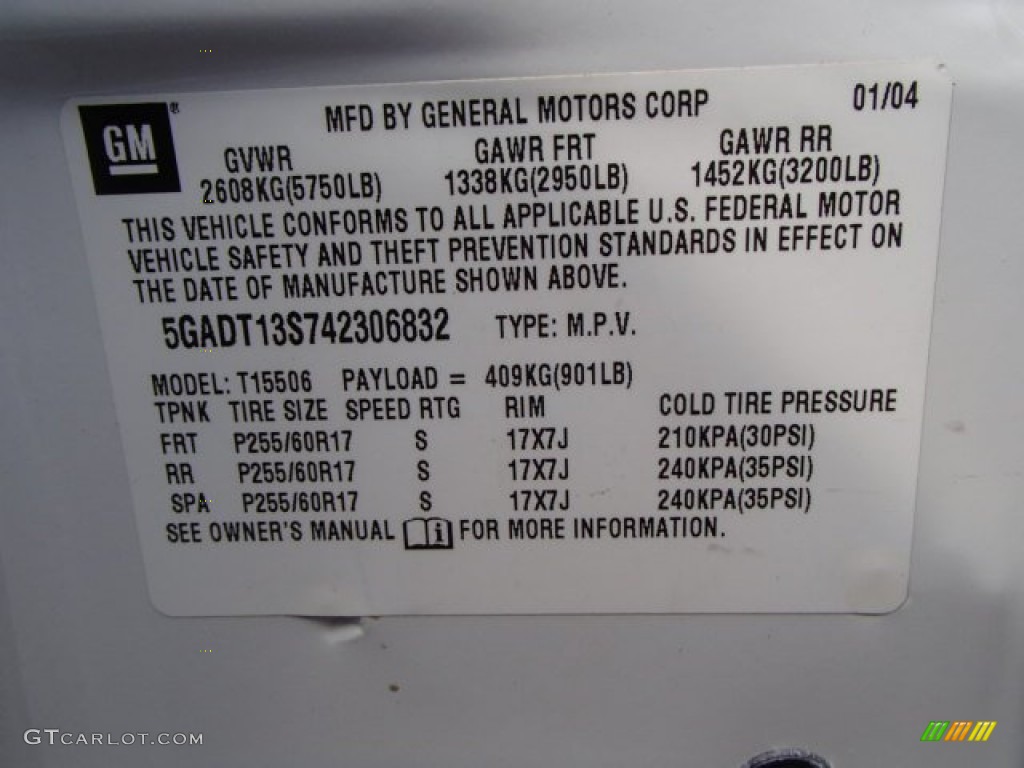 GM®
MFD BY GENERAL MOTORS CORP 01/04
GVWR GAWR FRT GAWR RR
2608KG(5750LB) 1338KG(2950LB) 1452KG(3200LB)
THIS VEHICLE CONFORMS TO ALL APPLICABLE U.S. FEDERAL MOTOR
VEHICLE SAFETY AND THEFT PREVENTION STANDARDS IN EFFECT ON
THE DATE OF MANUFACTURE SHOWN ABOVE.
5GADT13S742306832 TYPE: M.P.V.
MODEL: T15506 PAYLOAD = 409KG(901LB)
TPNK TIRE SIZE SPEED RTG RIM COLD TIRE PRESSURE
FRT P255/60R17 S 17X7J 210KPA(30PSI)
RR P255/60R17 S 17X7J 240KPA(35PSI)
SPA P255/60R17 S 17X7J 240KPA(35PSI)
SEE OWNER'S MANUAL i FOR MORE INFORMATION.
GTCARLOT.COM